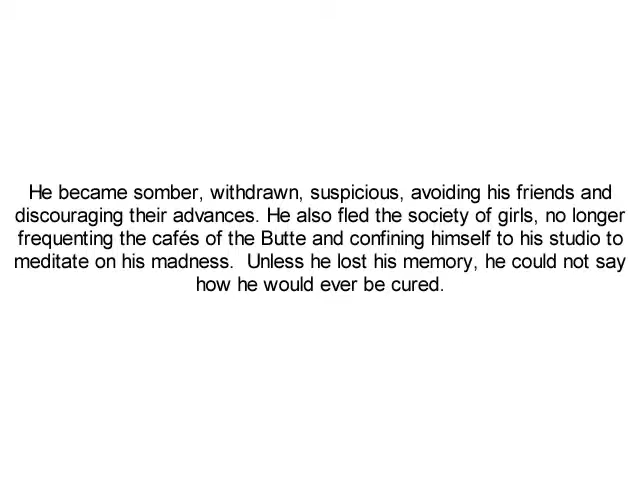 He became somber, withdrawn, suspicious, avoiding his friends and
discouraging their advances. He also fled the society of girls, no longer
frequenting the cafés of the Butte and confining himself to his studio to
meditate on his madness.  Unless he lost his memory, he could not say
how he would ever be cured.